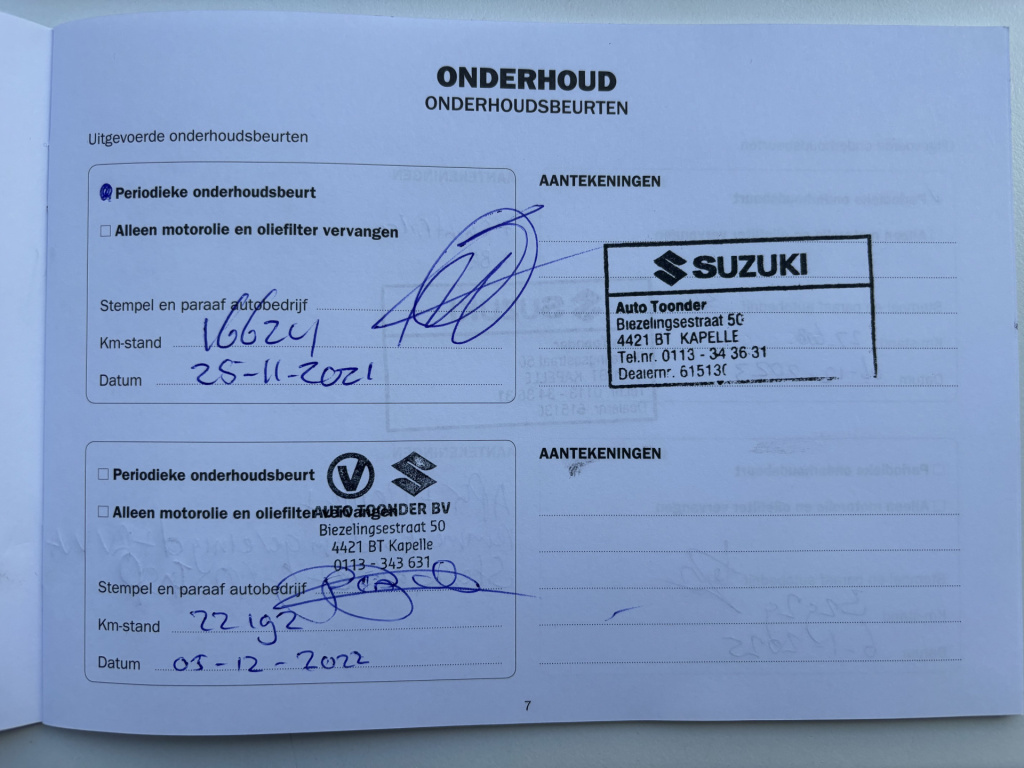 ONDERHOUD
ONDERHOUDSBEURTEN
Uitgevoerde onderhoudsbeurten
Periodieke onderhoudsbeurt
Alleen motorolie en oliefilter vervangen
Stempel en paraaf autobedrijf
Km-stand 16624
Datum 25-11-2021
AANTEKENINGEN
SUZUKI
Auto Toonder
Biezelingsestraat 50
4421 BT KAPELLE
Tel.nr. 0113 - 34 36 31
Dealernr. 615130
Periodieke onderhoudsbeurt
Alleen motorolie en oliefilter vervangen
AUTO TOONDER BV
Biezelingsestraat 50
4421 BT Kapelle
0113 - 343 631
Stempel en paraaf autobedrijf
Km-stand 22192
Datum 05-12-2022
AANTEKENINGEN
7